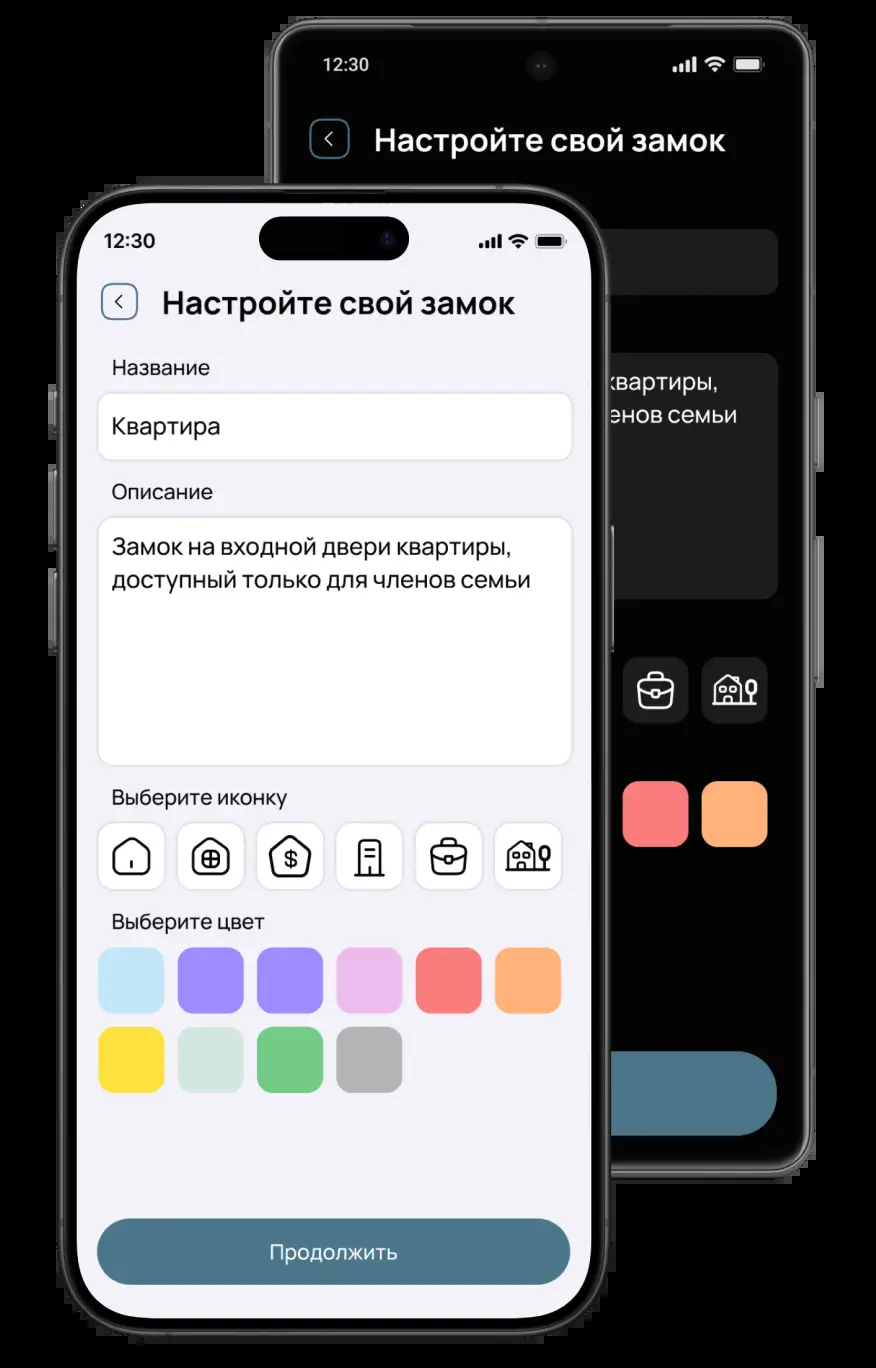 12:30
Настройте свой замок
квартиры,
енов семьи
12:30
Настройте свой замок
Название
Квартира
Описание
Замок на входной двери квартиры,
доступный только для членов семьи
Выберите иконку
$
Выберите цвет
Продолжить